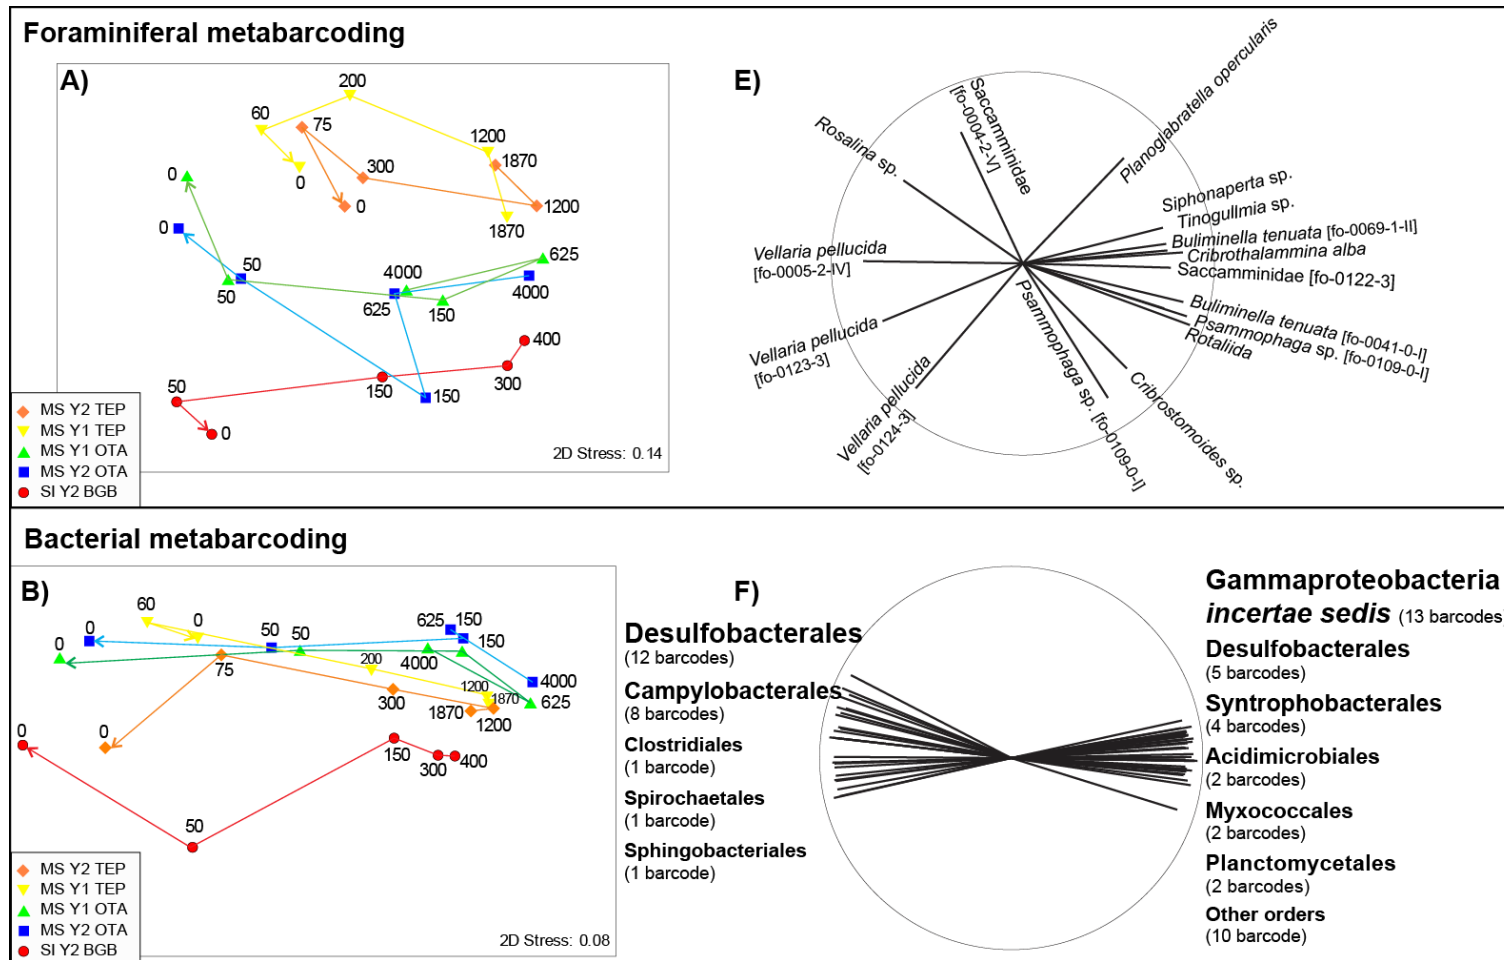 Foraminiferal metabarcoding
A)
200
60
75
1200
1870
300
0
0
0
1200
1870
0
50
50
4000
625
625
150
4000
400
50
150
300
150
0
MS Y2 TEP
MS Y1 TEP
MS Y1 OTA
MS Y2 OTA
SI Y2 BGB
2D Stress: 0.14
E)
Saccamminidae
[fo-0004-2-V]
Planoglabratella opercularis
Rosalina sp.
Siphonaperta sp.
Tinogullmia sp.
Buliminella tenuata [fo-0069-1-II]
Cribrothalammina alba
Saccamminidae [fo-0122-3]
Vellaria pellucida
[fo-0005-2-IV]
Buliminella tenuata [fo-0041-0-I]
Psammophaga sp. [fo-0109-0-I]
Rotaliida
Vellaria pellucida
[fo-0123-3]
Vellaria pellucida
[fo-0124-3]
Psammophaga sp. [fo-0109-0-I]
Cribrostomoides sp.
Bacterial metabarcoding
B)
60
0
0
0
50
50
625
150
150
75
200
4000
4000
1200
1870
625
300
1870
1200
0
0
150
300
400
50
MS Y2 TEP
MS Y1 TEP
MS Y1 OTA
MS Y2 OTA
SI Y2 BGB
2D Stress: 0.08
F)
Desulfobacterales
(12 barcodes)
Campylobacterales
(8 barcodes)
Clostridiales
(1 barcode)
Spirochaetales
(1 barcode)
Sphingobacteriales
(1 barcode)
Gammaproteobacteria
incertae sedis (13 barcodes)
Desulfobacterales
(5 barcodes)
Syntrophobacterales
(4 barcodes)
Acidimicrobiales
(2 barcodes)
Myxococcales
(2 barcodes)
Planctomycetales
(2 barcodes)
Other orders
(10 barcode)